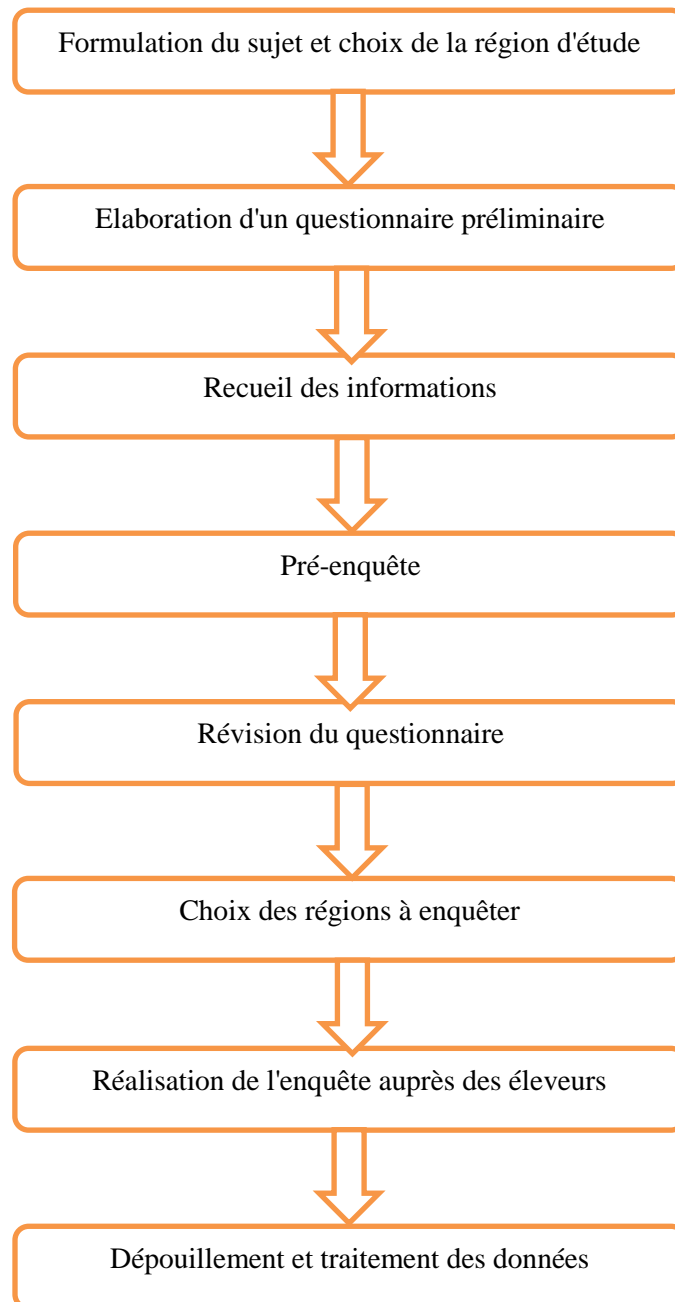 Formulation du sujet et choix de la région d'étude
Elaboration d'un questionnaire préliminaire
Recueil des informations
Pré-enquête
Révision du questionnaire
Choix des régions à enquêter
Réalisation de l'enquête auprès des éleveurs
Dépouillement et traitement des données